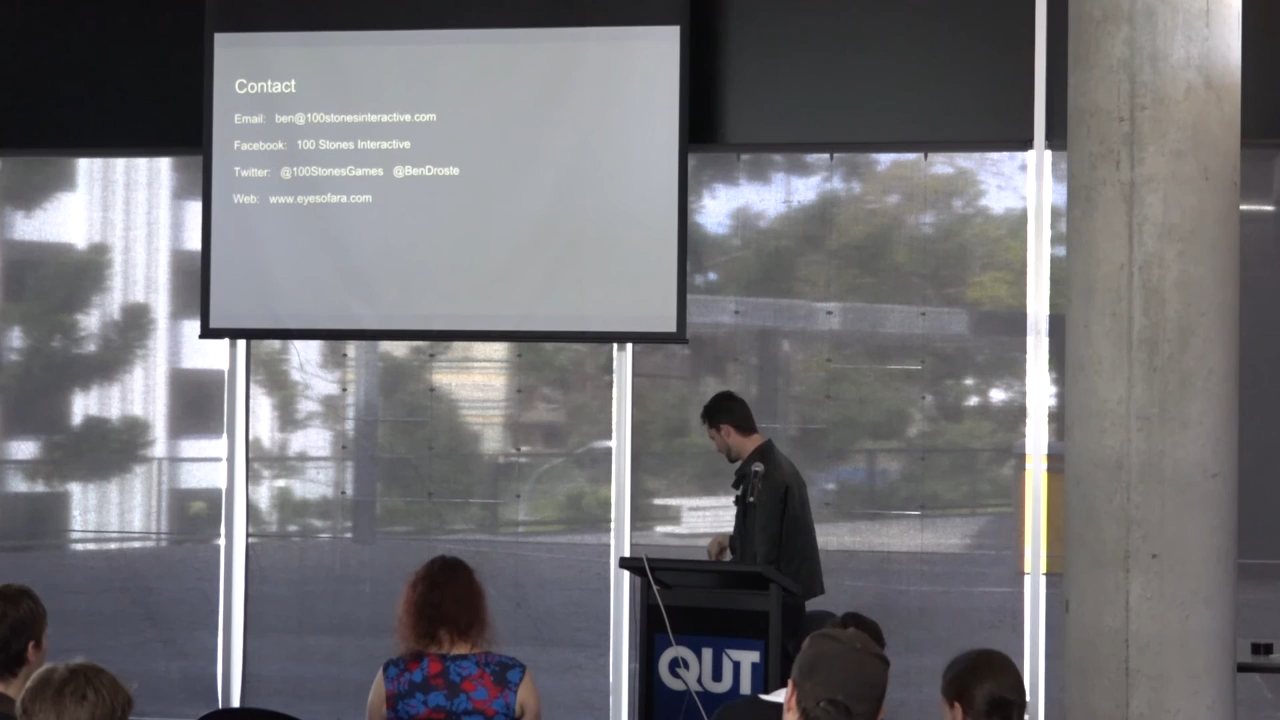 Contact
Email: ben@100stonesinteractive.com
Facebook: 100 Stones Interactive
Twitter: @100StonesGames @BenDroste
Web: www.eyesofara.com
QUT